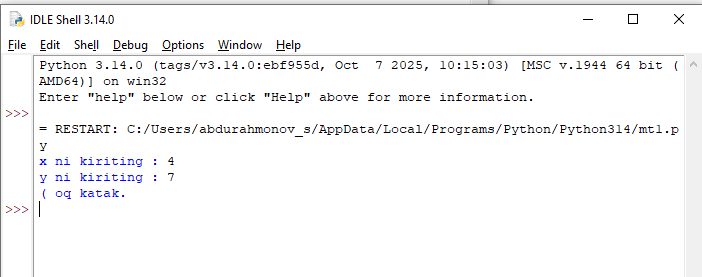 IDLE Shell 3.14.0
File Edit Shell Debug Options Window Help
Python 3.14.0 (tags/v3.14.0:ebf955d, Oct  7 2025, 10:15:03) [MSC v.1944 64 bit (
AMD64)] on win32
Enter "help" below or click "Help" above for more information.
>>>
= RESTART: C:/Users/abdurahmonov_s/AppData/Local/Programs/Python/Python314/mt1.p
y
x ni kiriting : 4
y ni kiriting : 7
( oq katak.
>>>